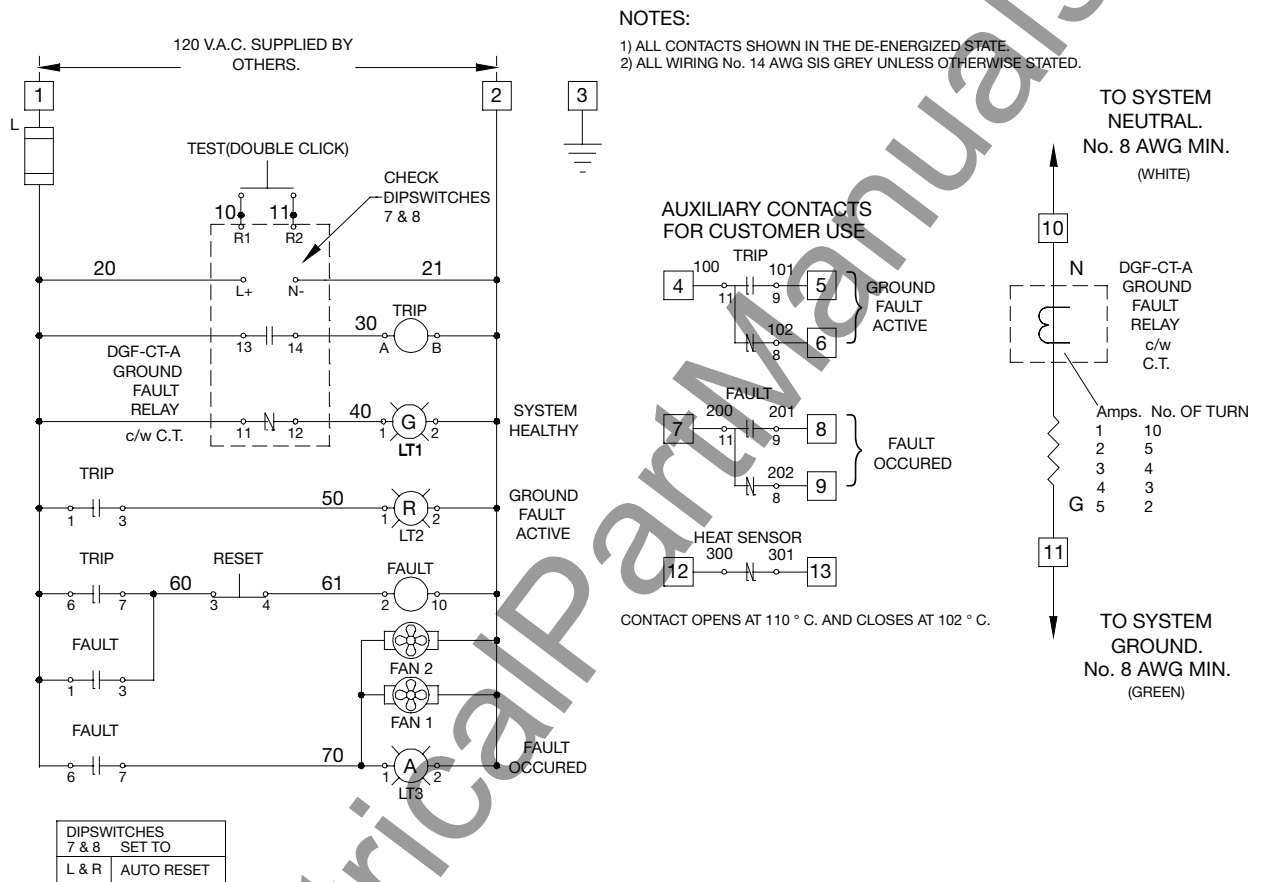 NOTES:
1) ALL CONTACTS SHOWN IN THE DE-ENERGIZED STATE.
2) ALL WIRING No. 14 AWG SIS GREY UNLESS OTHERWISE STATED.
120 V.A.C. SUPPLIED BY
OTHERS.
1
2
3
L
TEST(DOUBLE CLICK)
CHECK
DIPSWITCHES
7 & 8
10
11
R1
R2
20
L+
N-
21
13
14
30
TRIP
A
B
DGF-CT-A
GROUND
FAULT
RELAY
c/w C.T.
11
12
40
1
G
2
LT1
SYSTEM
HEALTHY
TRIP
1
3
50
1
R
2
LT2
GROUND
FAULT
ACTIVE
TRIP
6
7
60
RESET
3
4
61
FAULT
2
10
FAULT
1
3
FAN 2
FAN 1
FAULT
6
7
70
1
A
2
LT3
FAULT
OCCURED
DIPSWITCHES
7 & 8 SET TO
L & R AUTO RESET
AUXILIARY CONTACTS
FOR CUSTOMER USE
TRIP
4
100
11
101
9
5
102
8
6
GROUND
FAULT
ACTIVE
FAULT
7
200
11
201
9
8
202
8
9
FAULT
OCCURED
HEAT SENSOR
12
300
301
13
CONTACT OPENS AT 110 ° C. AND CLOSES AT 102 ° C.
TO SYSTEM
NEUTRAL.
No. 8 AWG MIN.
(WHITE)
10
N
DGF-CT-A
GROUND
FAULT
RELAY
c/w
C.T.
Amps. No. OF TURN
1 10
2 5
3 4
4 3
5 2
G
11
TO SYSTEM
GROUND.
No. 8 AWG MIN.
(GREEN)
ctricalPartManuals